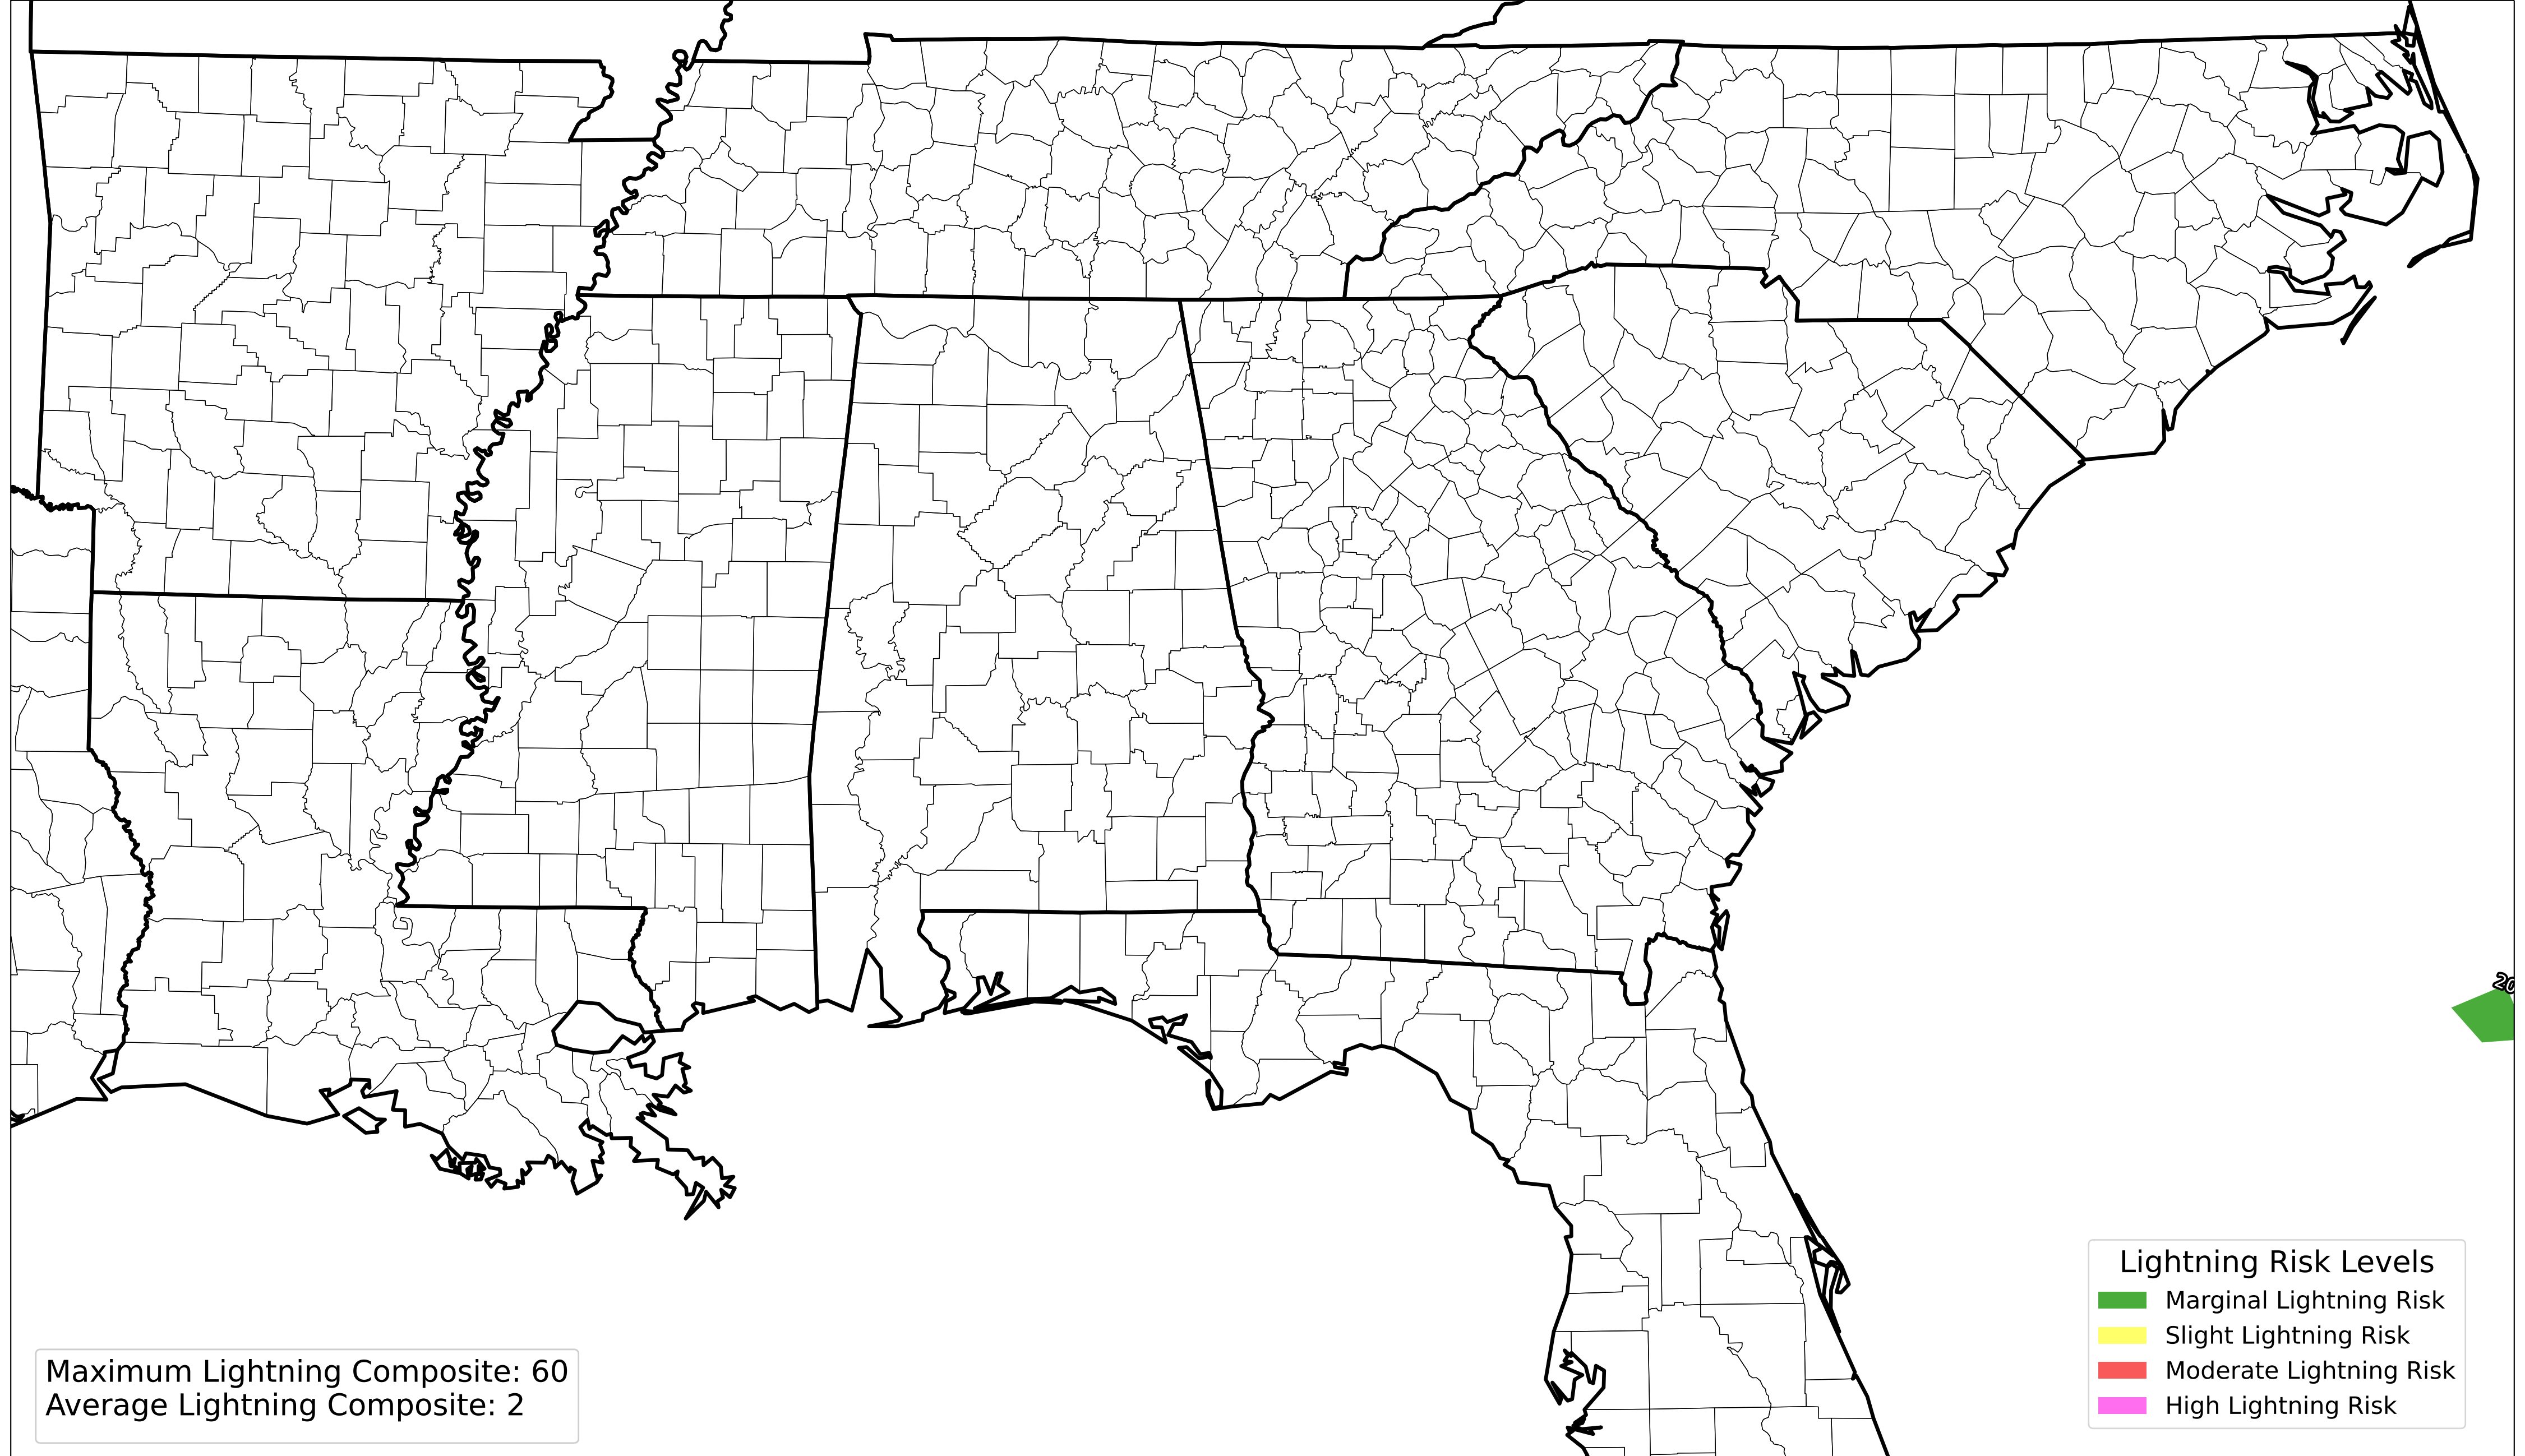 20
Lightning Risk Levels
Marginal Lightning Risk
Slight Lightning Risk
Moderate Lightning Risk
High Lightning Risk
Maximum Lightning Composite: 60
Average Lightning Composite: 2